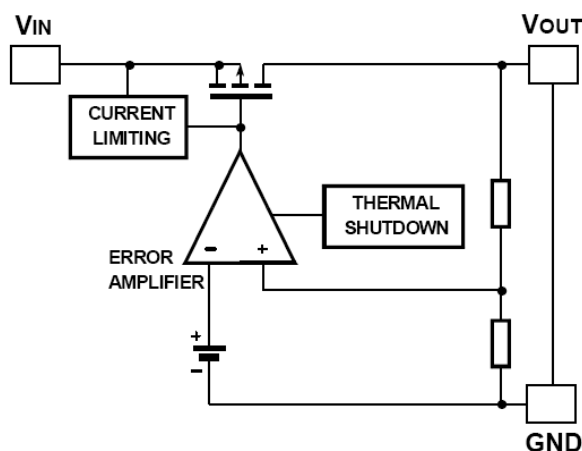 VIN
VOUT
CURRENT
LIMITING
THERMAL
SHUTDOWN
- +
ERROR
AMPLIFIER
+
-
GND